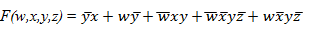 F(w,x,y,z) = y̅x + wy̅ + w̅xy + w̅x̅yz̅ + wx̅yz̅